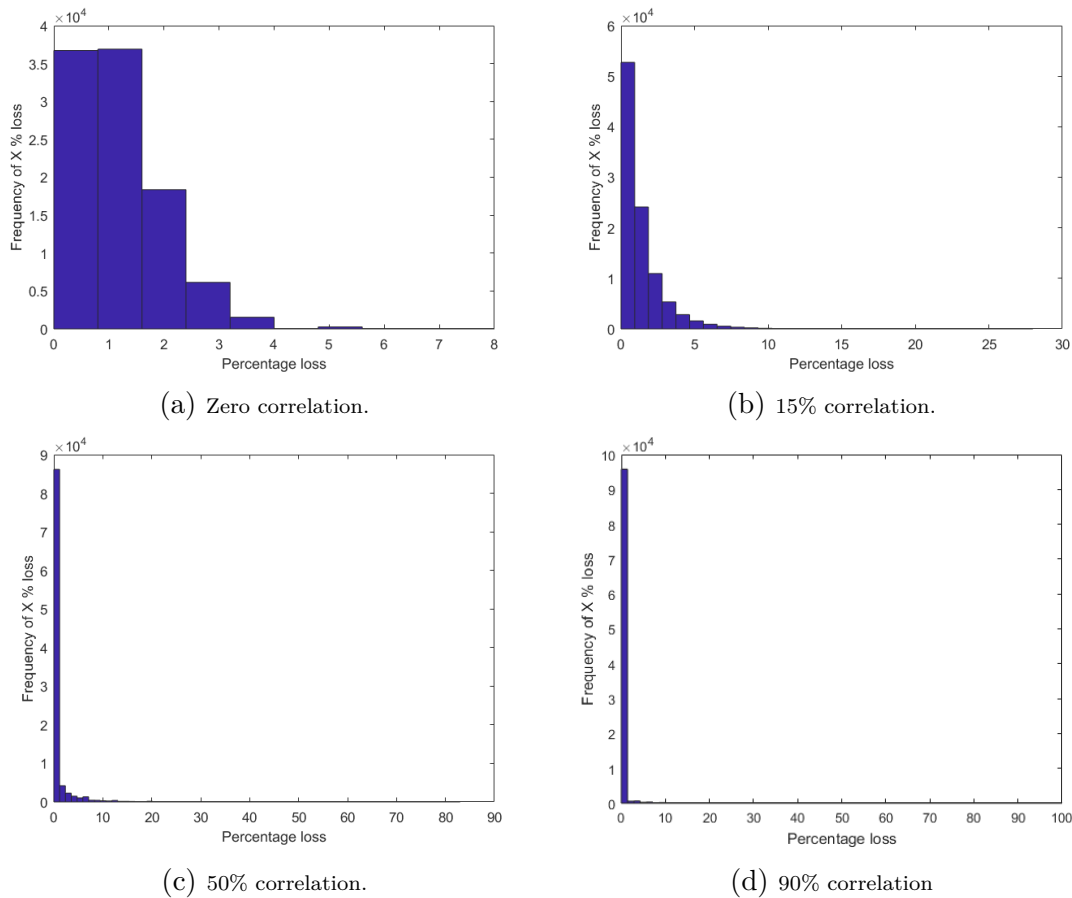 ×10⁴
4
3.5
3
2.5
2
1.5
1
0.5
0
Frequency of X % loss
0 1 2 3 4 5 6 7 8
Percentage loss
(a) Zero correlation.
×10⁴
6
5
4
3
2
1
0
Frequency of X % loss
0 5 10 15 20 25 30
Percentage loss
(b) 15% correlation.
×10⁴
9
8
7
6
5
4
3
2
1
0
Frequency of X % loss
0 10 20 30 40 50 60 70 80 90
Percentage loss
(c) 50% correlation.
×10⁴
10
9
8
7
6
5
4
3
2
1
0
Frequency of X % loss
0 10 20 30 40 50 60 70 80 90 100
Percentage loss
(d) 90% correlation